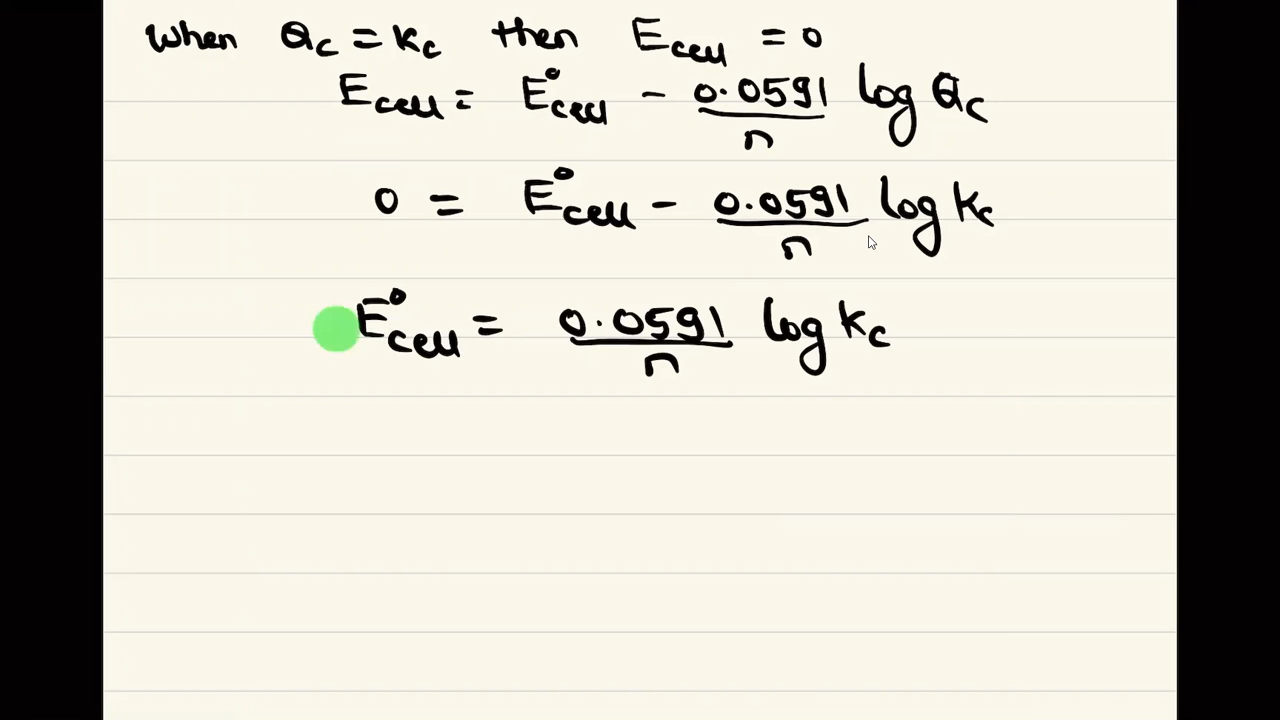 When Qc = Kc then Ecell = 0
Ecell = E°cell - 0.0591/n log Qc
0 = E°cell - 0.0591/n log Kc
E°cell = 0.0591/n log Kc